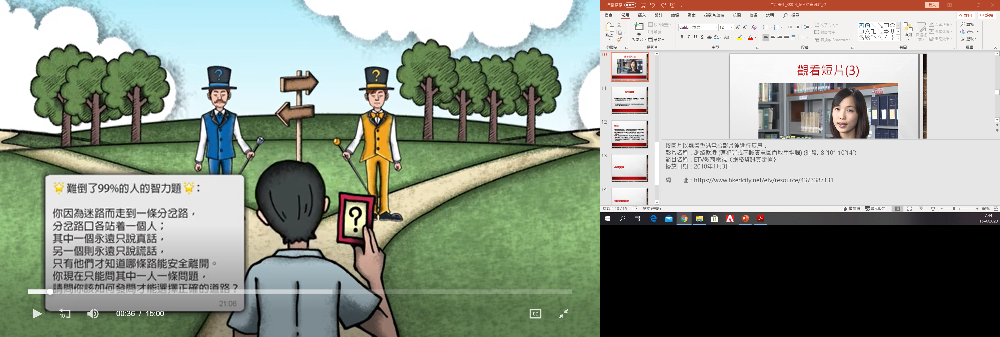 🌟難倒了99%的人的智力題🌟：
你因為迷路而走到一條分岔路，
分岔路口各站着一個人；
其中一個永遠只說真話，
另一個則永遠只說謊話，
只有他們才知道哪條路能安全離開。
你現在只能問其中一人一條問題，
請問你該如何發問才能選擇正確的道路？
21:06
?
?
?
10
00:36 / 15:00
CC
自動儲存 關閉
生活事件_KS3-4_我不想當網紅_r2
登入
檔案 常用 插入 設計 轉場 動畫 投影片放映 校閱 檢視 說明 搜尋
共用 註解
貼上
新
投影片
版面配置
重設
章節
Calibri (本文) 12
B I U S ab AV Aa A
文字方向
對齊文字
轉換成 SmartArt
排列
快速樣
式
圖案填滿
圖案外框
圖案效果
尋找
取代
選取
剪貼簿 投影片 字型 段落 繪圖 編輯
10
觀看短片(3)
11
12
13
參考資料
14
觀看短片(3)
RTHK
按圖片以觀看香港電台影片後進行反思：
影片名稱：網絡欺凌 (有犯罪或不誠實意圖而取用電腦) (時段: 8 ‘10”-10’14”)
節目名稱：ETV教育電視《網絡資訊真定假》
播放日期：2018年1月3日
網　　址：https://www.hkedcity.net/etv/resource/4373387131
投影片 10 / 15 英文 (美國)
備忘稿 顯示設定 66%
7:44
15/4/2020